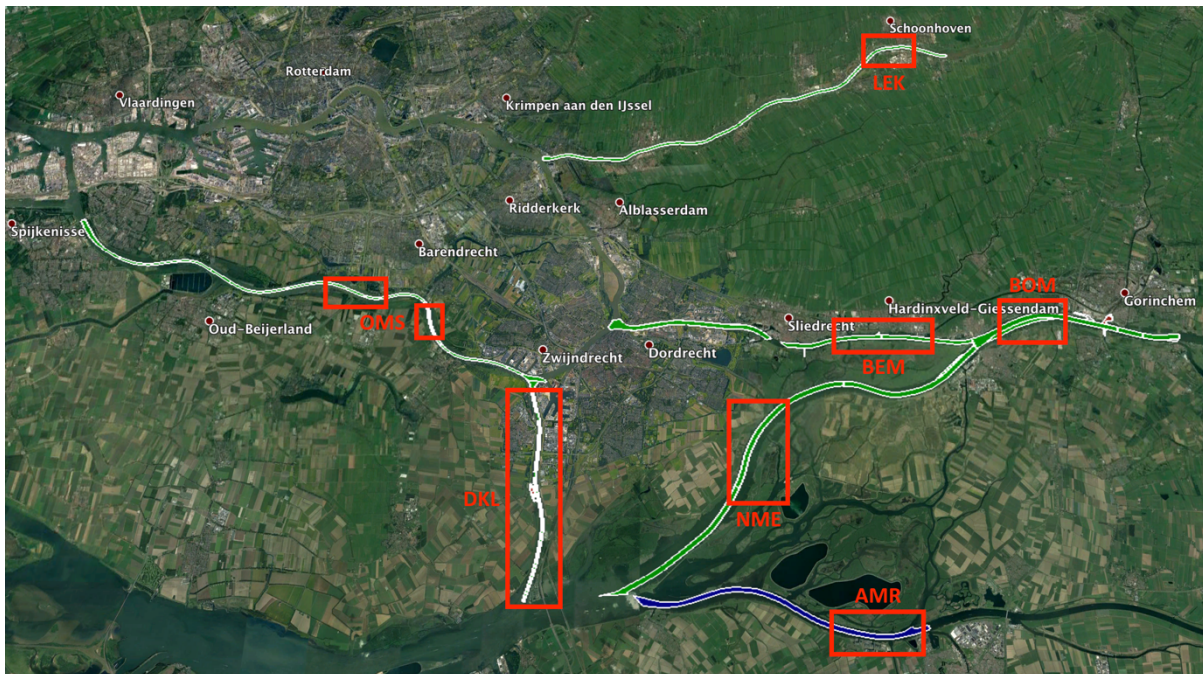 Schoonhoven
Rotterdam
LEK
Vlaardingen
Krimpen aan den IJssel
Ridderkerk
Alblasserdam
Spijkenisse
Barendrecht
BOM
Gorinchem
Hardinxveld-Giessendam
OMS
Oud-Beijerland
Sliedrecht
Zwijndrecht
Dordrecht
BEM
DKL
NME
AMR